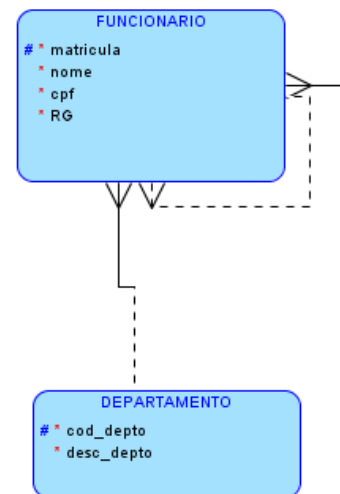 FUNCIONARIO
# * matricula
* nome
* cpf
* RG
DEPARTAMENTO
# * cod_depto
* desc_depto